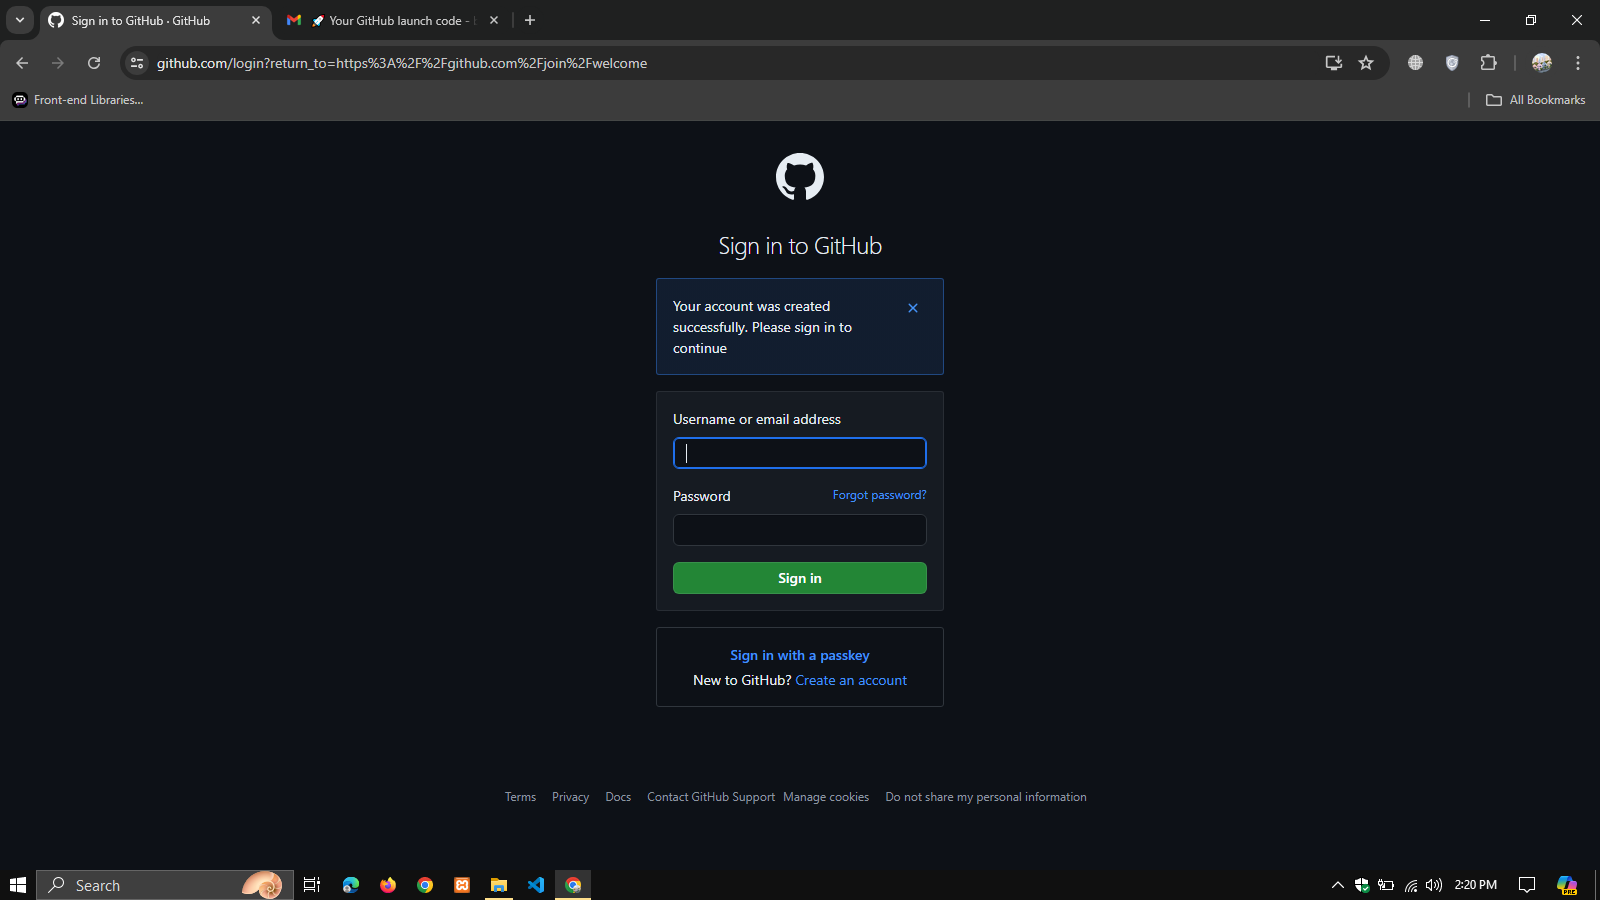 Sign in to GitHub · GitHub
Your GitHub launch code -
github.com/login?return_to=https%3A%2F%2Fgithub.com%2Fjoin%2Fwelcome
Front-end Libraries...
All Bookmarks
Sign in to GitHub
Your account was created
successfully. Please sign in to
continue
Username or email address
Password
Forgot password?
Sign in
Sign in with a passkey
New to GitHub? Create an account
Terms Privacy Docs Contact GitHub Support Manage cookies Do not share my personal information
Search
2:20 PM
PRE